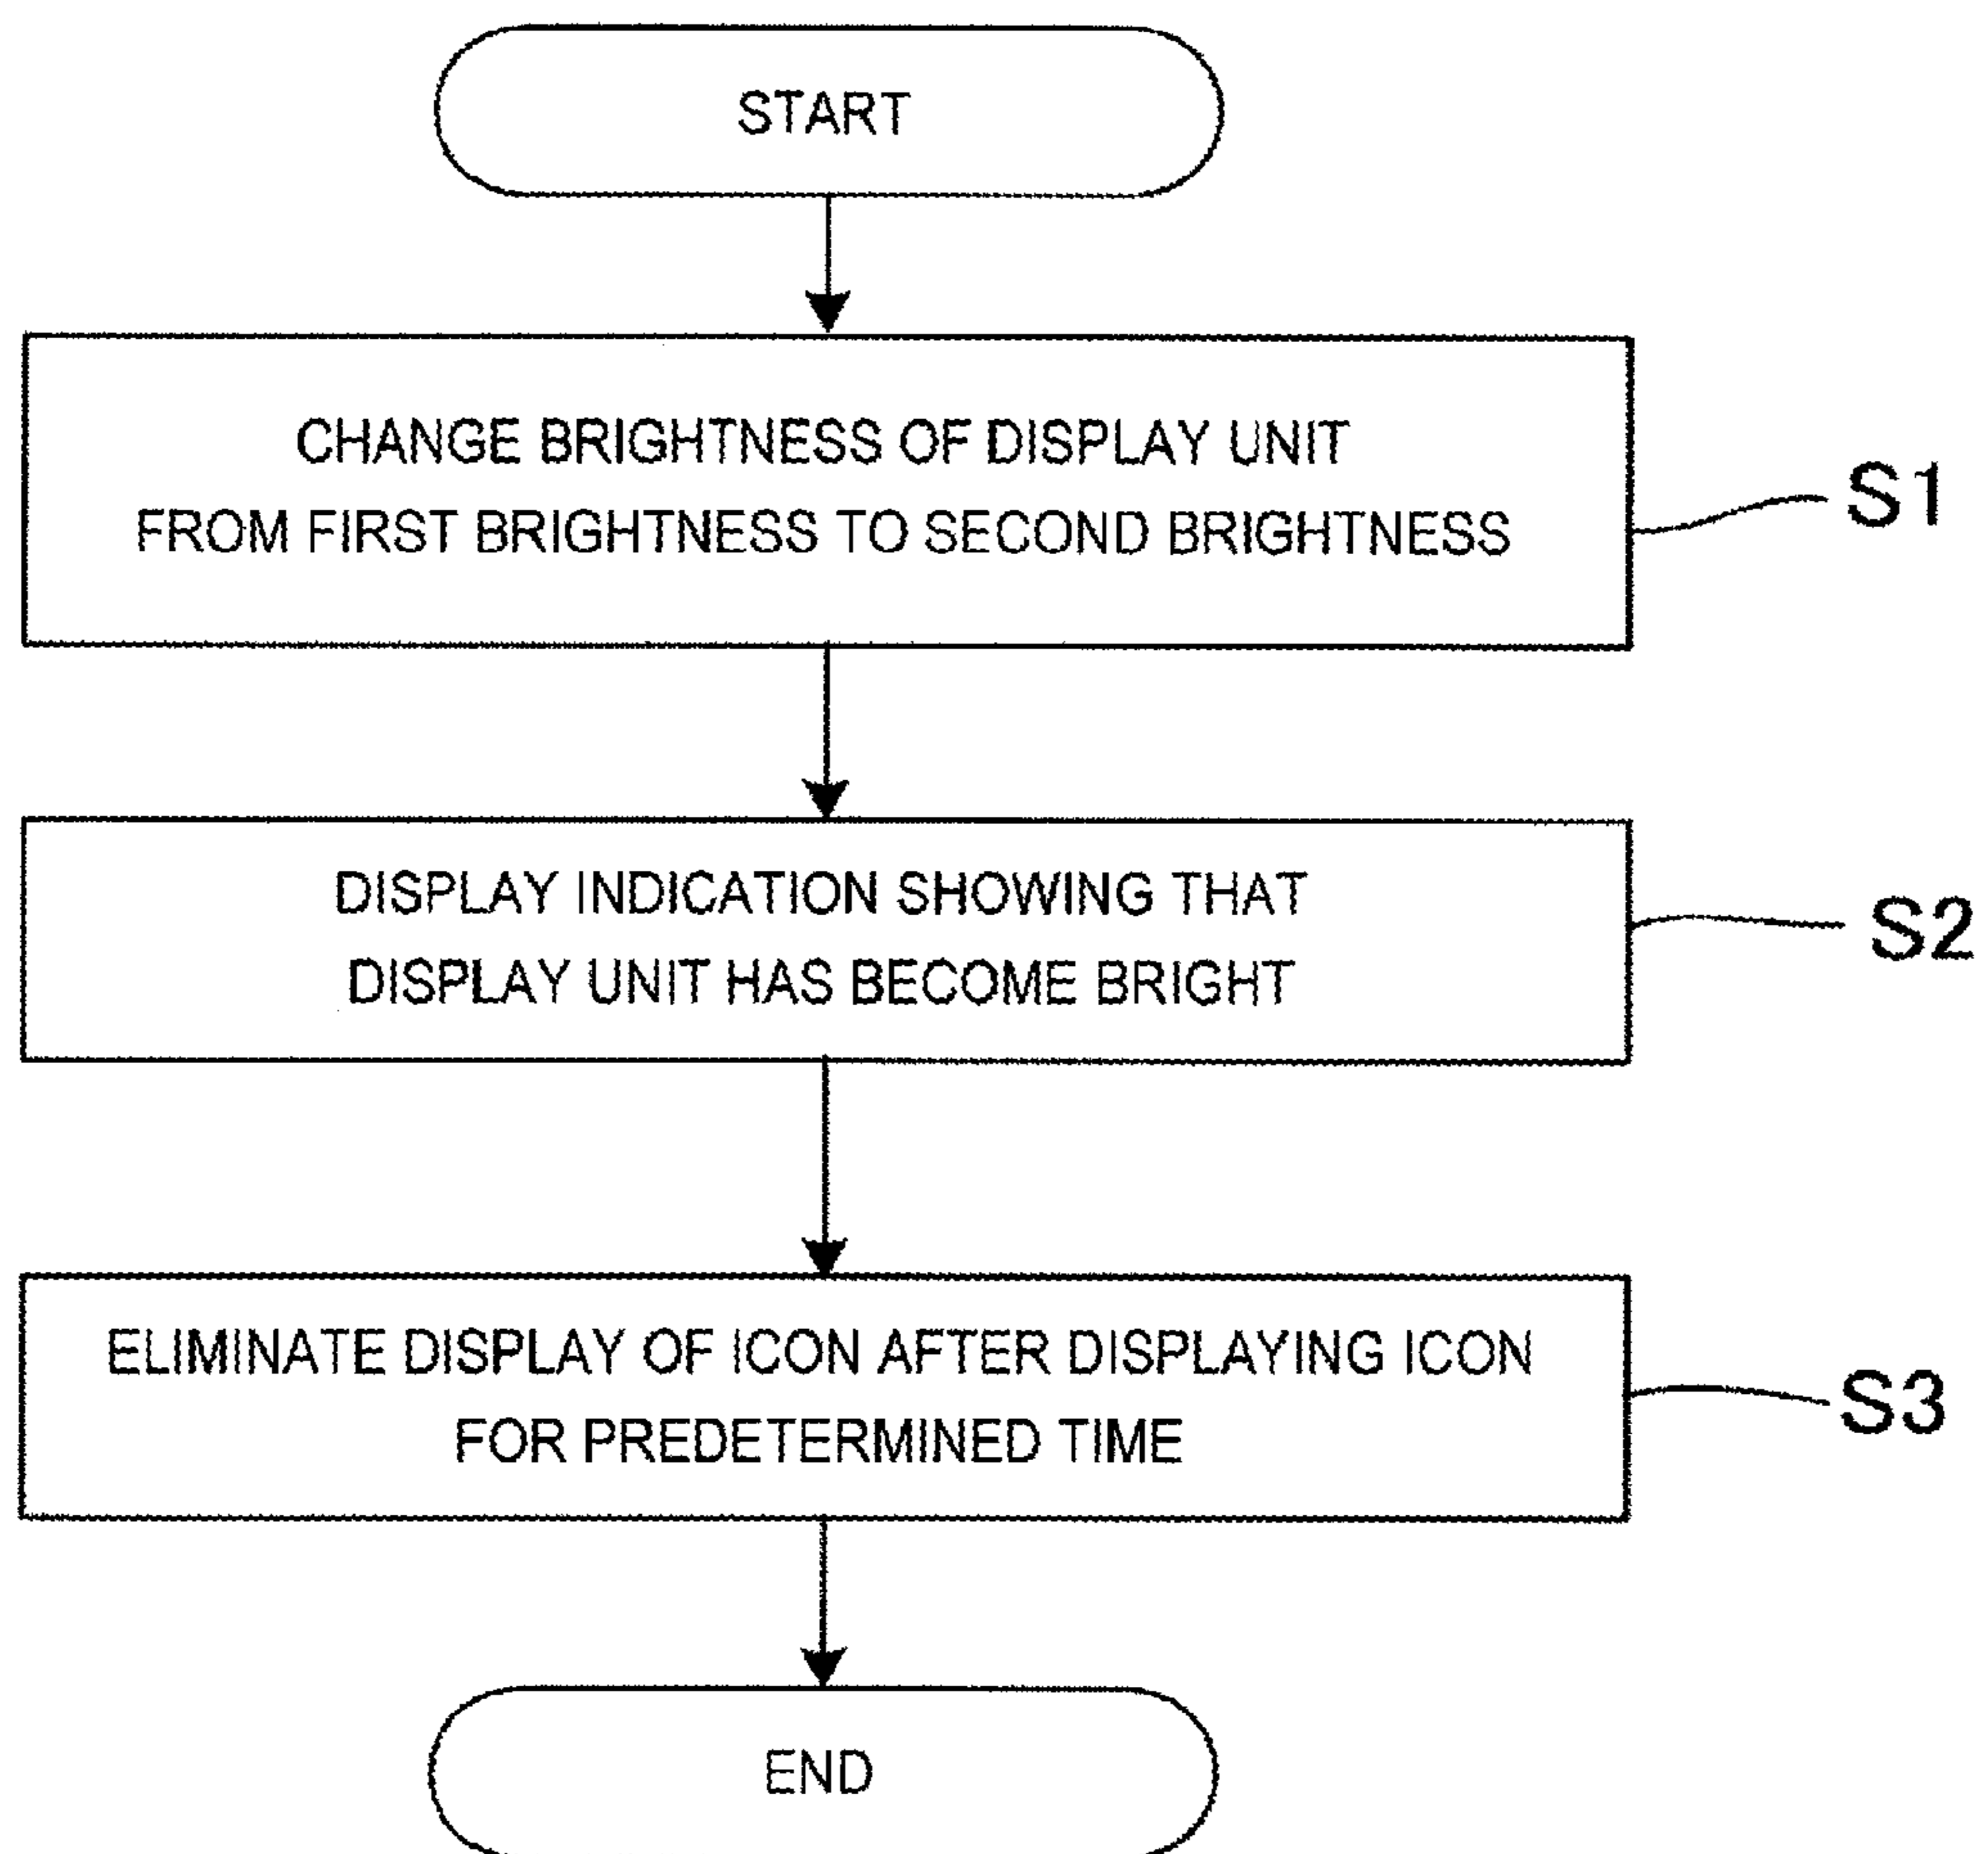 START
CHANGE BRIGHTNESS OF DISPLAY UNIT
FROM FIRST BRIGHTNESS TO SECOND BRIGHTNESS
S1
DISPLAY INDICATION SHOWING THAT
DISPLAY UNIT HAS BECOME BRIGHT
S2
ELIMINATE DISPLAY OF ICON AFTER DISPLAYING ICON
FOR PREDETERMINED TIME
S3
END